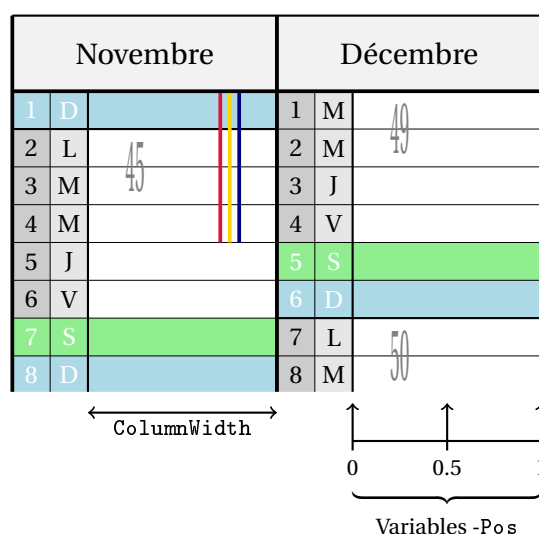 Novembre Décembre
1 D 1 M
2 L 45 2 M 49
3 M 3 J
4 M 4 V
5 J 5 S
6 V 6 D
7 S 7 L 50
8 D 8 M
ColumnWidth
0 0.5
Variables -Pos